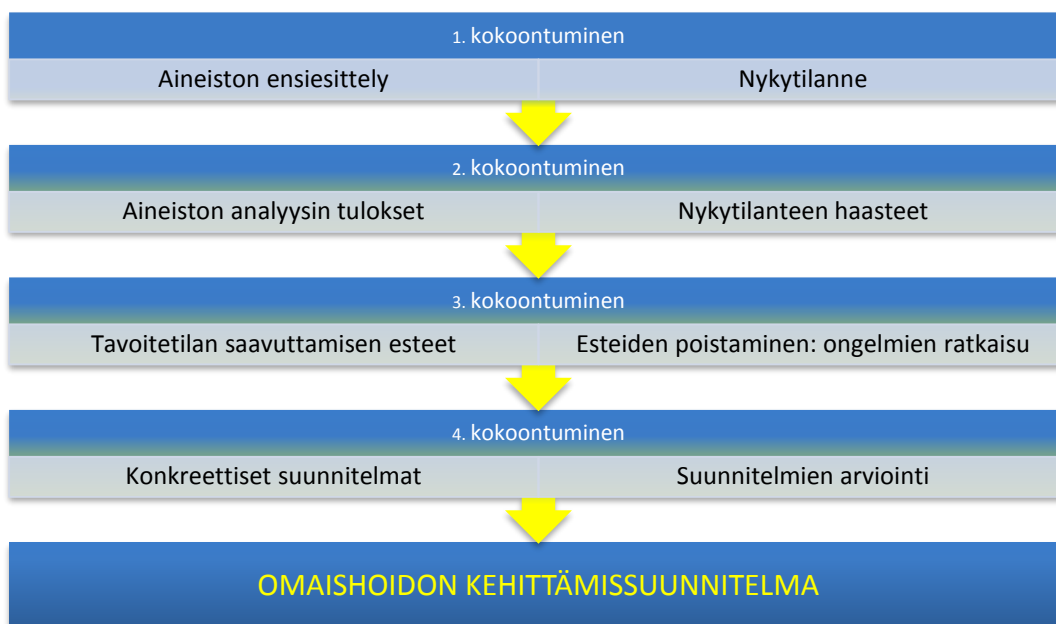 1. kokoontuminen
Aineiston ensiesittely
Nykytilanne
2. kokoontuminen
Aineiston analyysin tulokset
Nykytilanteen haasteet
3. kokoontuminen
Tavoitetilan saavuttamisen esteet
Esteiden poistaminen: ongelmien ratkaisu
4. kokoontuminen
Konkreettiset suunnitelmat
Suunnitelmien arviointi
OMAISHOIDON KEHITTÄMISSUUNNITELMA